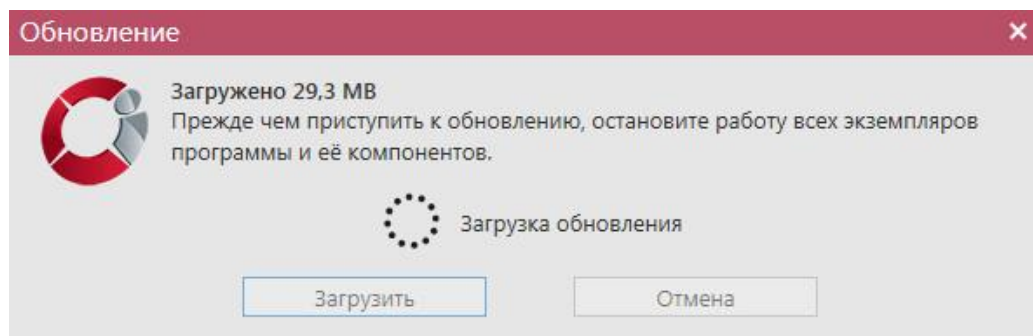 Обновление
Загружено 29,3 MB
Прежде чем приступить к обновлению, остановите работу всех экземпляров
программы и её компонентов.
Загрузка обновления
Загрузить
Отмена